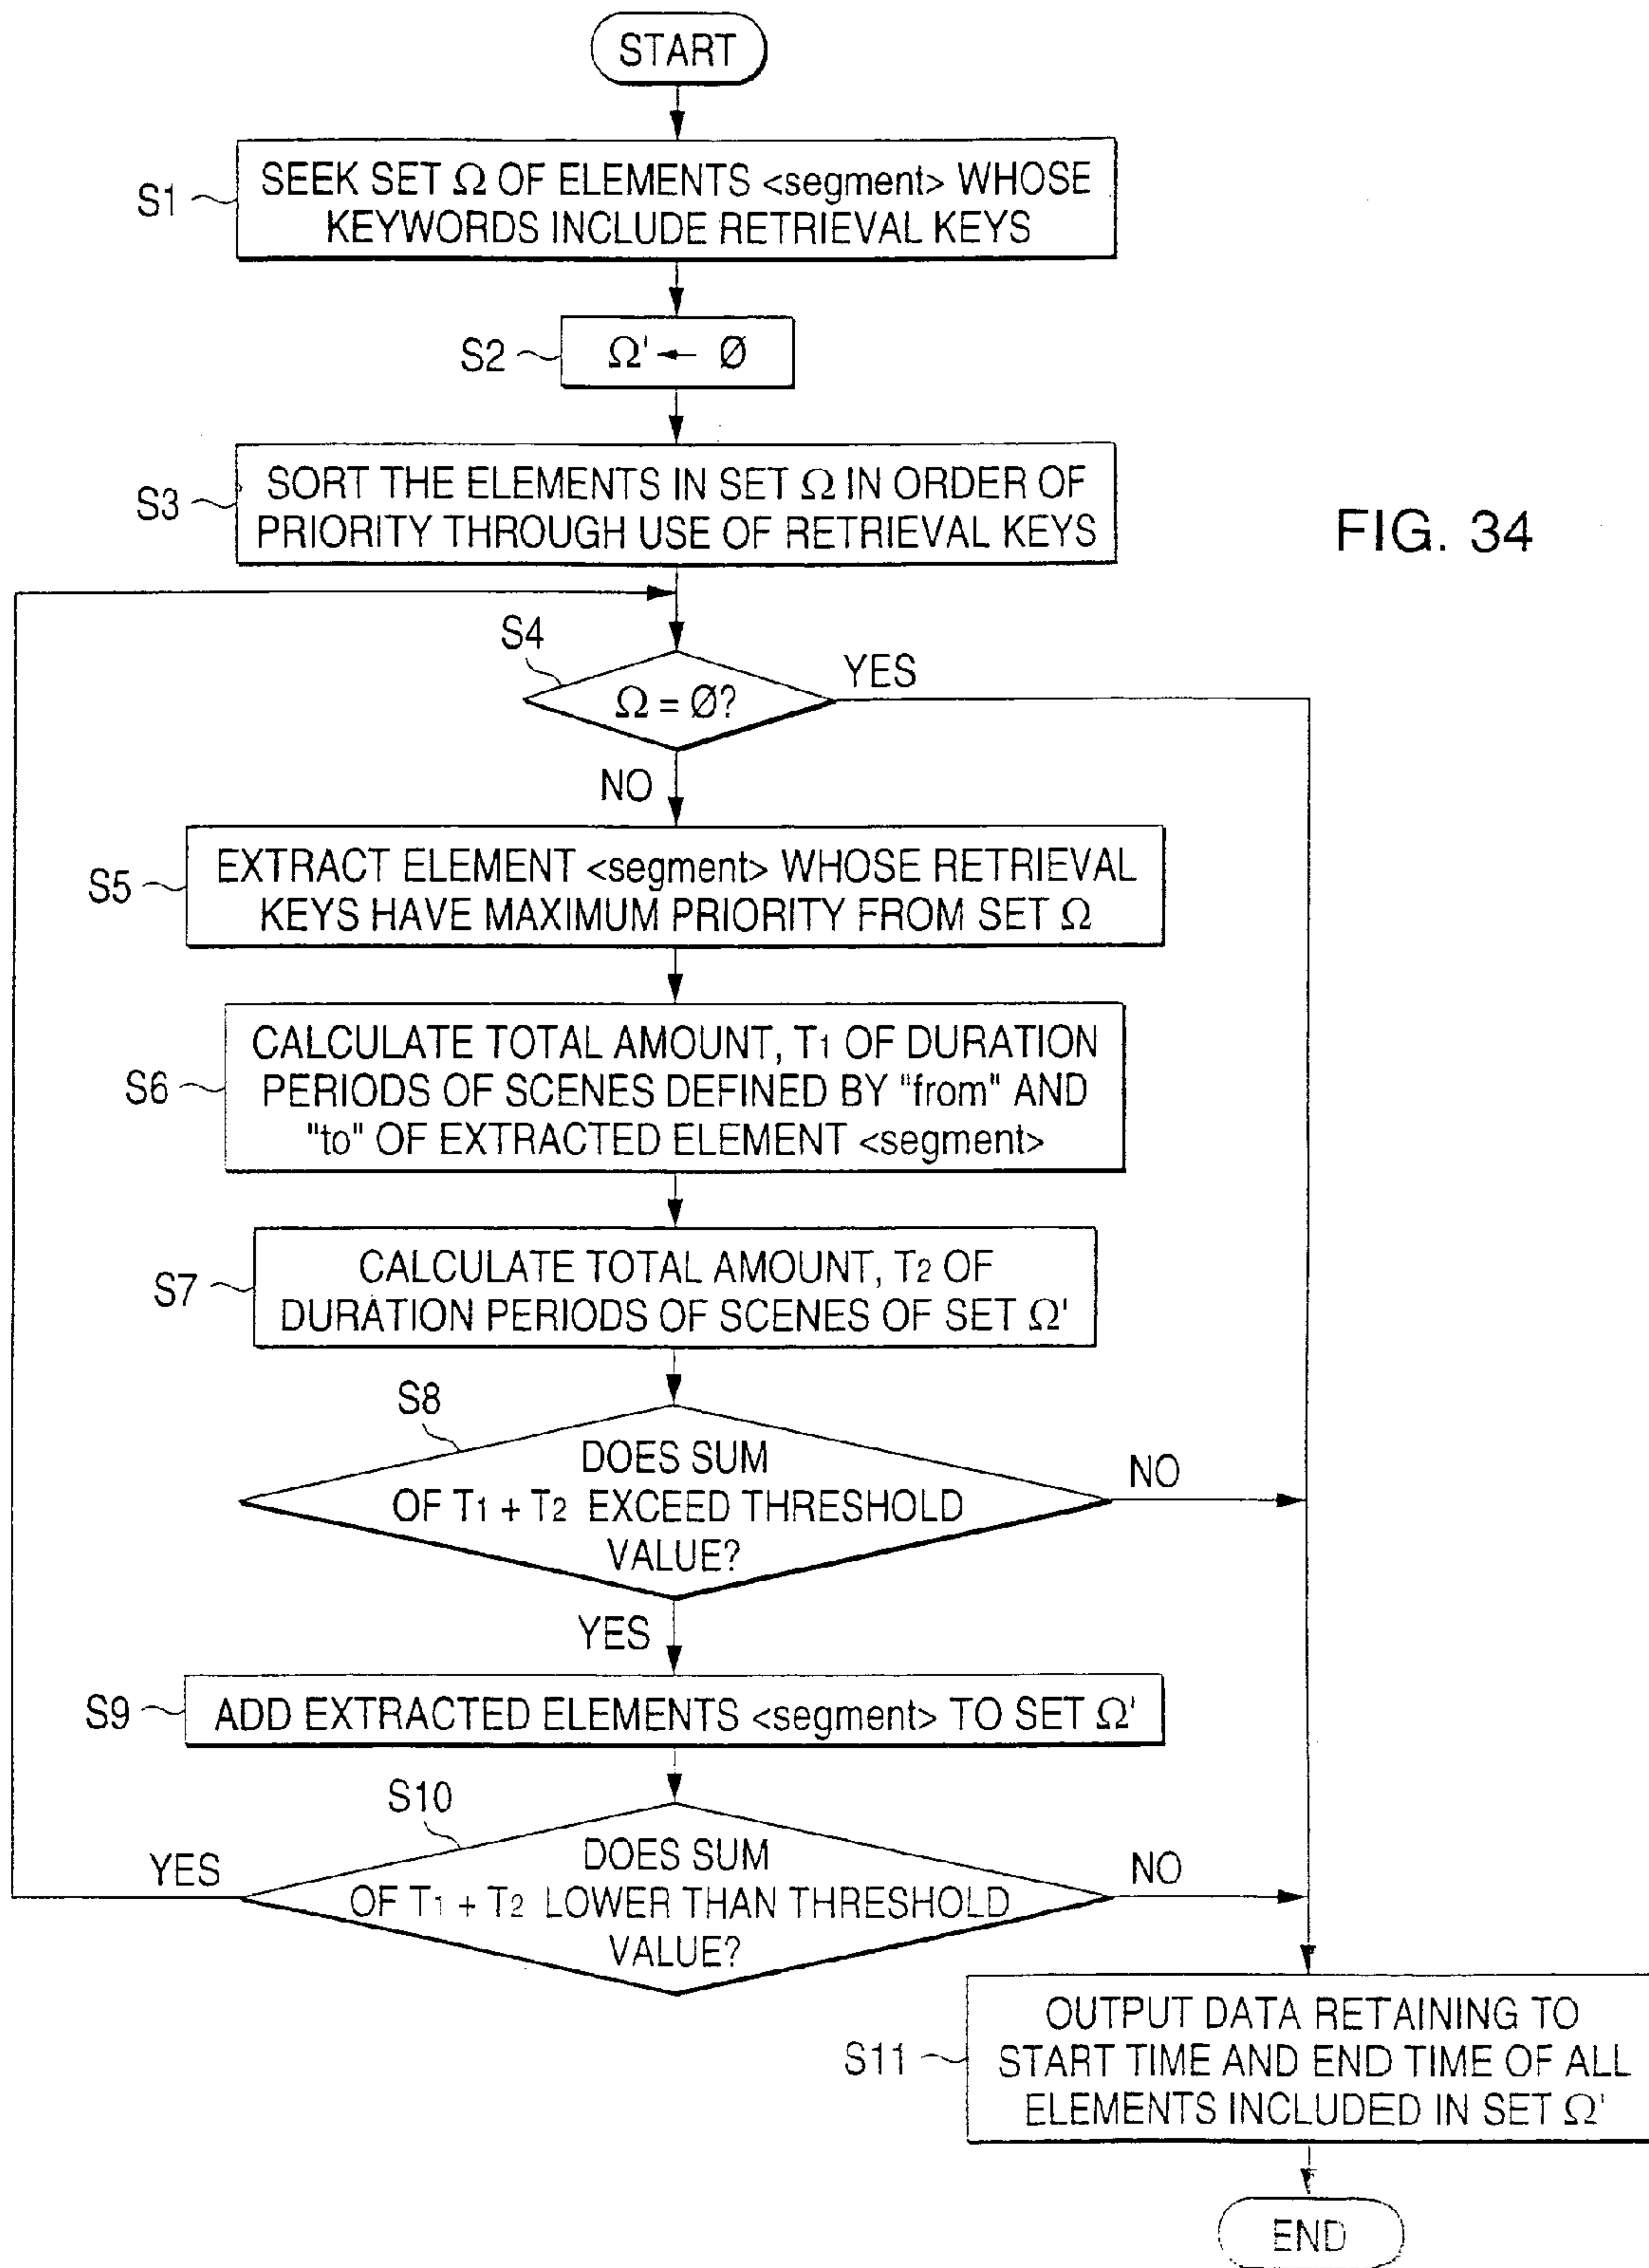 START
S1
SEEK SET Ω OF ELEMENTS <segment> WHOSE
KEYWORDS INCLUDE RETRIEVAL KEYS
S2
Ω' ← Ø
S3
SORT THE ELEMENTS IN SET Ω IN ORDER OF
PRIORITY THROUGH USE OF RETRIEVAL KEYS
FIG. 34
S4
Ω = Ø?
YES
NO
S5
EXTRACT ELEMENT <segment> WHOSE RETRIEVAL
KEYS HAVE MAXIMUM PRIORITY FROM SET Ω
S6
CALCULATE TOTAL AMOUNT, T1 OF DURATION
PERIODS OF SCENES DEFINED BY "from" AND
"to" OF EXTRACTED ELEMENT <segment>
S7
CALCULATE TOTAL AMOUNT, T2 OF
DURATION PERIODS OF SCENES OF SET Ω'
S8
DOES SUM
OF T1 + T2 EXCEED THRESHOLD
VALUE?
NO
YES
S9
ADD EXTRACTED ELEMENTS <segment> TO SET Ω'
S10
DOES SUM
OF T1 + T2 LOWER THAN THRESHOLD
VALUE?
YES
NO
S11
OUTPUT DATA RETAINING TO
START TIME AND END TIME OF ALL
ELEMENTS INCLUDED IN SET Ω'
END